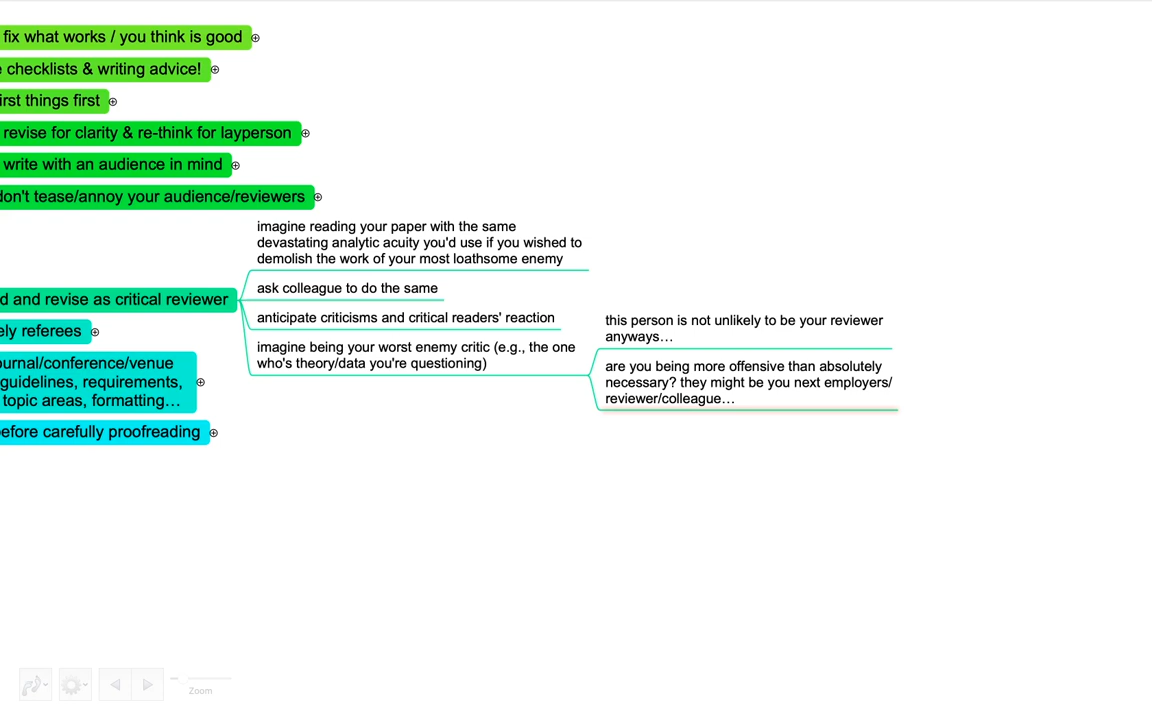 fix what works / you think is good
checklists & writing advice!
irst things first
revise for clarity & re-think for layperson
write with an audience in mind
don't tease/annoy your audience/reviewers
imagine reading your paper with the same
devastating analytic acuity you'd use if you wished to
demolish the work of your most loathsome enemy
ask colleague to do the same
d and revise as critical reviewer
anticipate criticisms and critical readers' reaction
imagine being your worst enemy critic (e.g., the one
who's theory/data you're questioning)
this person is not unlikely to be your reviewer
anyways...
are you being more offensive than absolutely
necessary? they might be you next employers/
reviewer/colleague...
ely referees
ournal/conference/venue
guidelines, requirements,
topic areas, formatting...
efore carefully proofreading
Zoom